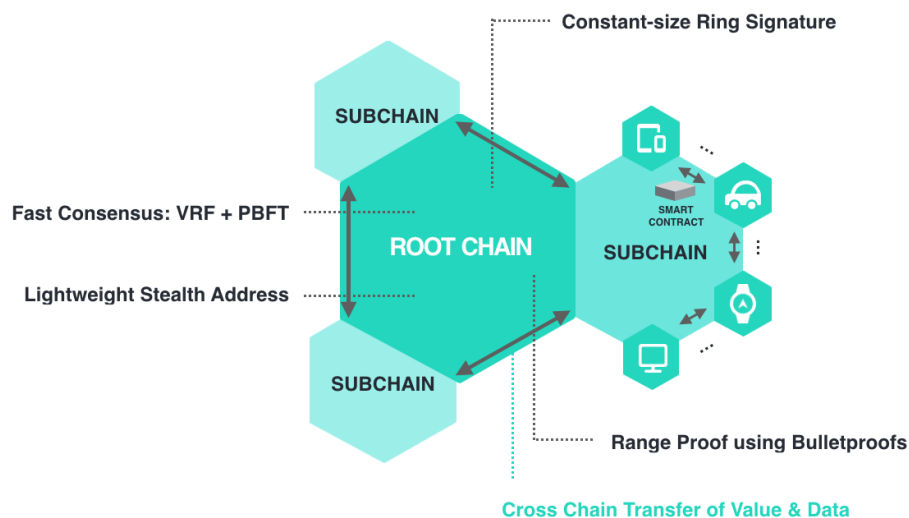 Constant-size Ring Signature
SUBCHAIN
SMART
CONTRACT
Fast Consensus: VRF + PBFT
ROOT CHAIN
SUBCHAIN
Lightweight Stealth Address
SUBCHAIN
Range Proof using Bulletproofs
Cross Chain Transfer of Value & Data